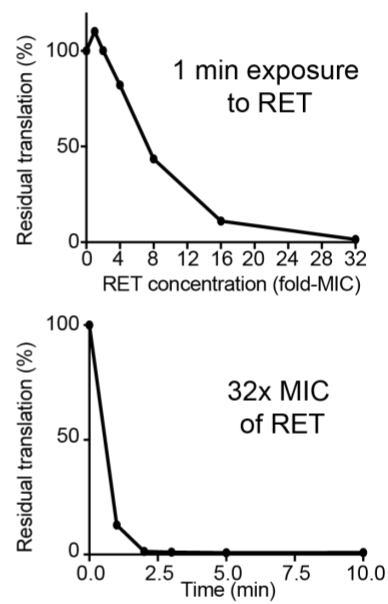 Residual translation (%)
100
50
0
1 min exposure
to RET
0 4 8 12 16 20 24 28 32
RET concentration (fold-MIC)
Residual translation (%)
100
50
0
32x MIC
of RET
0.0 2.5 5.0 7.5 10.0
Time (min)